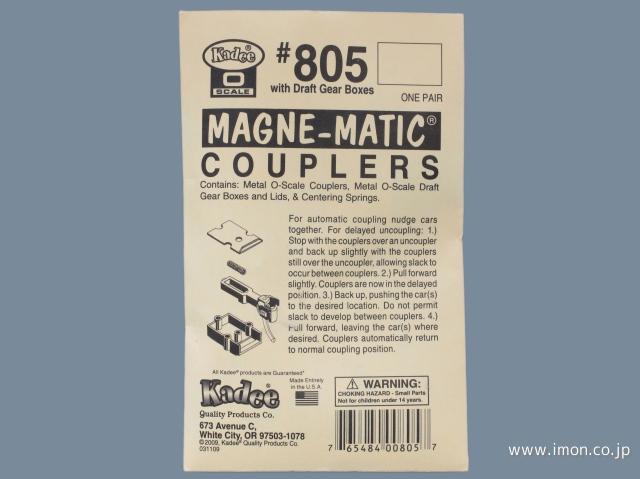 Kadee®
O
SCALE
#805
with Draft Gear Boxes
ONE PAIR
MAGNE-MATIC®
COUPLERS
Contains: Metal O-Scale Couplers, Metal O-Scale Draft
Gear Boxes and Lids, & Centering Springs.
For automatic coupling nudge cars
together. For delayed uncoupling: 1.)
Stop with the couplers over an uncoupler
and back up slightly with the couplers
still over the uncoupler, allowing slack to
occur between couplers. 2.) Pull forward
slightly. Couplers are now in the delayed
position. 3.) Back up, pushing the car(s)
to the desired location. Do not permit
slack to develop between couplers. 4.)
Pull forward, leaving the car(s) where
desired. Couplers automatically return
to normal coupling position.
All Kadee® products are Guaranteed*
Kadee®
Quality Products Co.
673 Avenue C,
White City, OR 97503-1078
©2009, Kadee® Quality Products Co.
031109
Made Entirely
in the U.S.A.
WARNING:
CHOKING HAZARD - Small Parts
Not for children under 14 years.
7 65484 00805 7
www.imon.co.jp